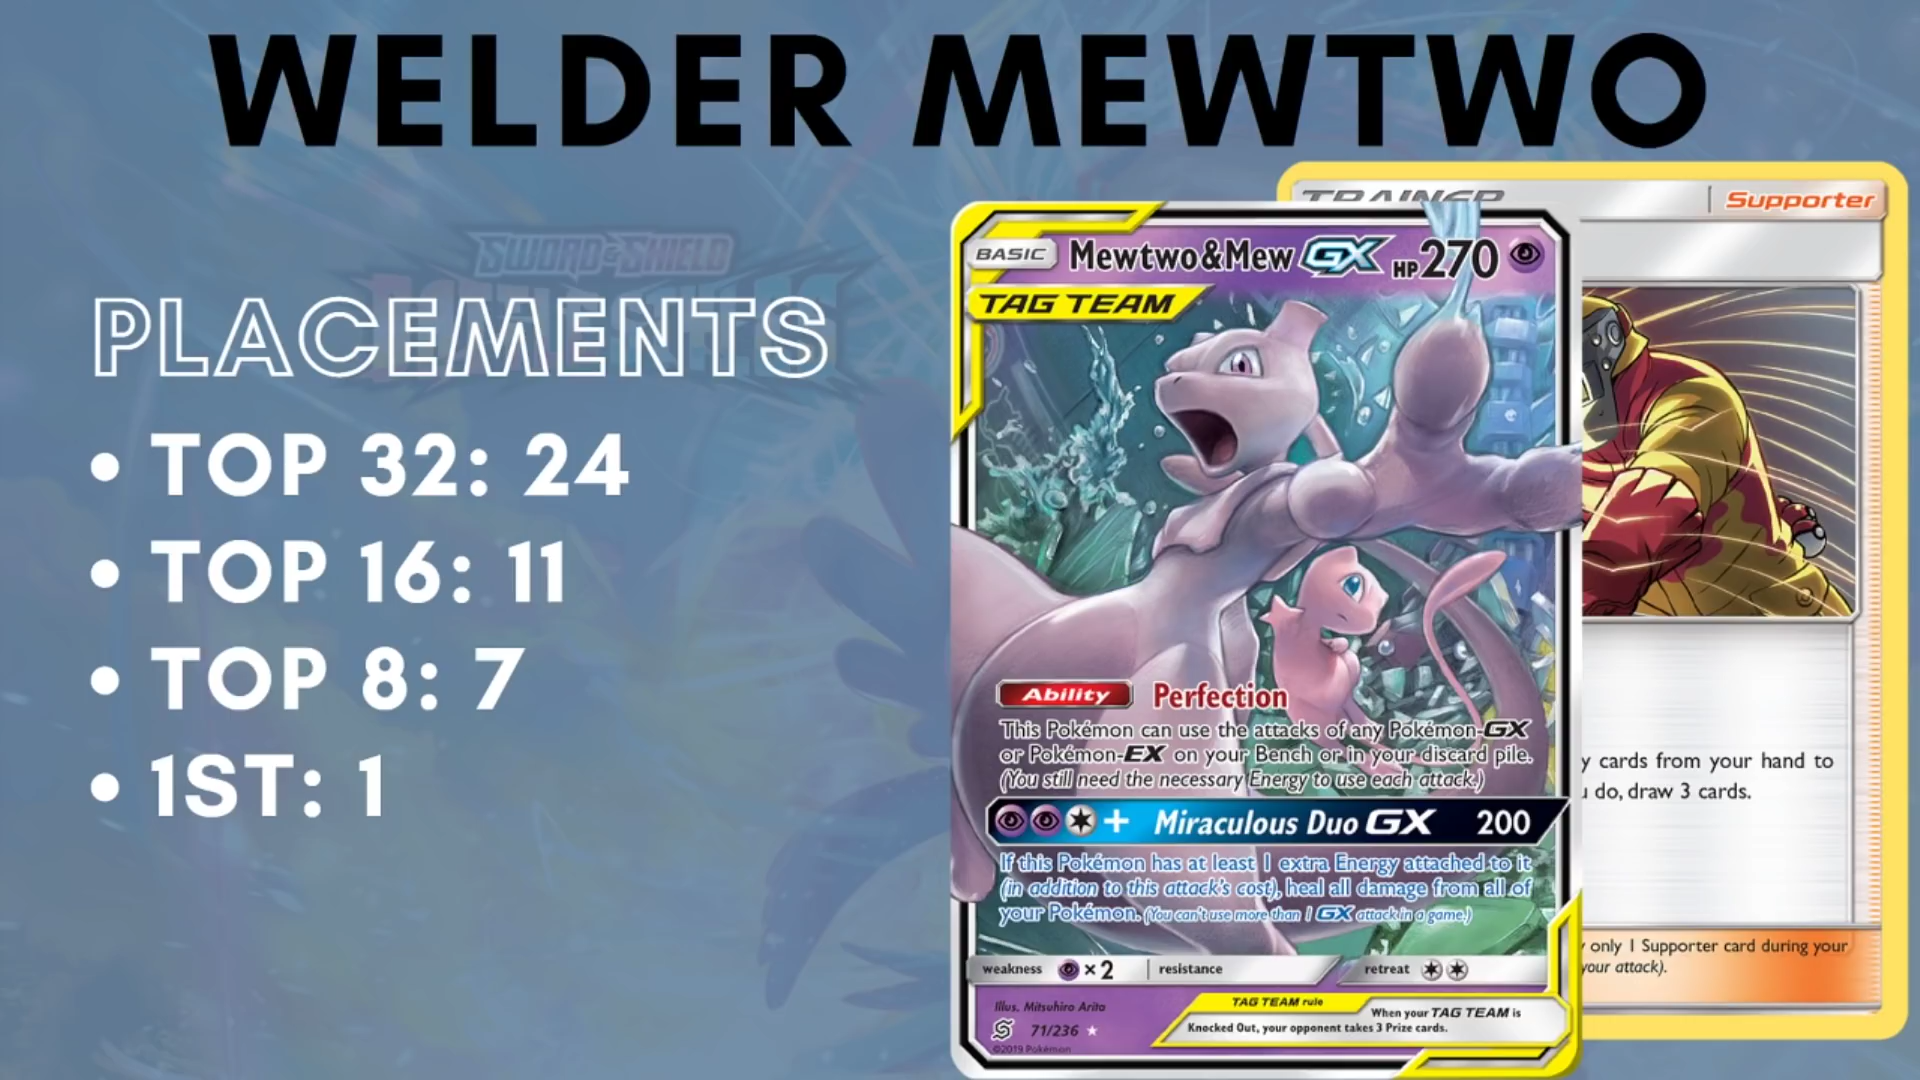 WELDER MEWTWO
TRAINER
Supporter
BASIC Mewtwo&Mew GX HP270
TAG TEAM
SWORD & SHIELD
PLACEMENTS
• TOP 32: 24
• TOP 16: 11
• TOP 8: 7
• 1ST: 1
Ability Perfection
This Pokémon can use the attacks of any Pokémon-GX
or Pokémon-EX on your Bench or in your discard pile.
(You still need the necessary Energy to use each attack.)
+ Miraculous Duo GX 200
If this Pokémon has at least 1 extra Energy attached to it
(in addition to this attack's cost), heal all damage from all of
your Pokémon. (You can't use more than 1 GX attack in a game.)
weakness ×2 resistance retreat
Illus. Mitsuhiro Arita
71/236
©2019 Pokémon
TAG TEAM rule
When your TAG TEAM is
Knocked Out, your opponent takes 3 Prize cards.
y cards from your hand to
u do, draw 3 cards.
only 1 Supporter card during your
your attack).